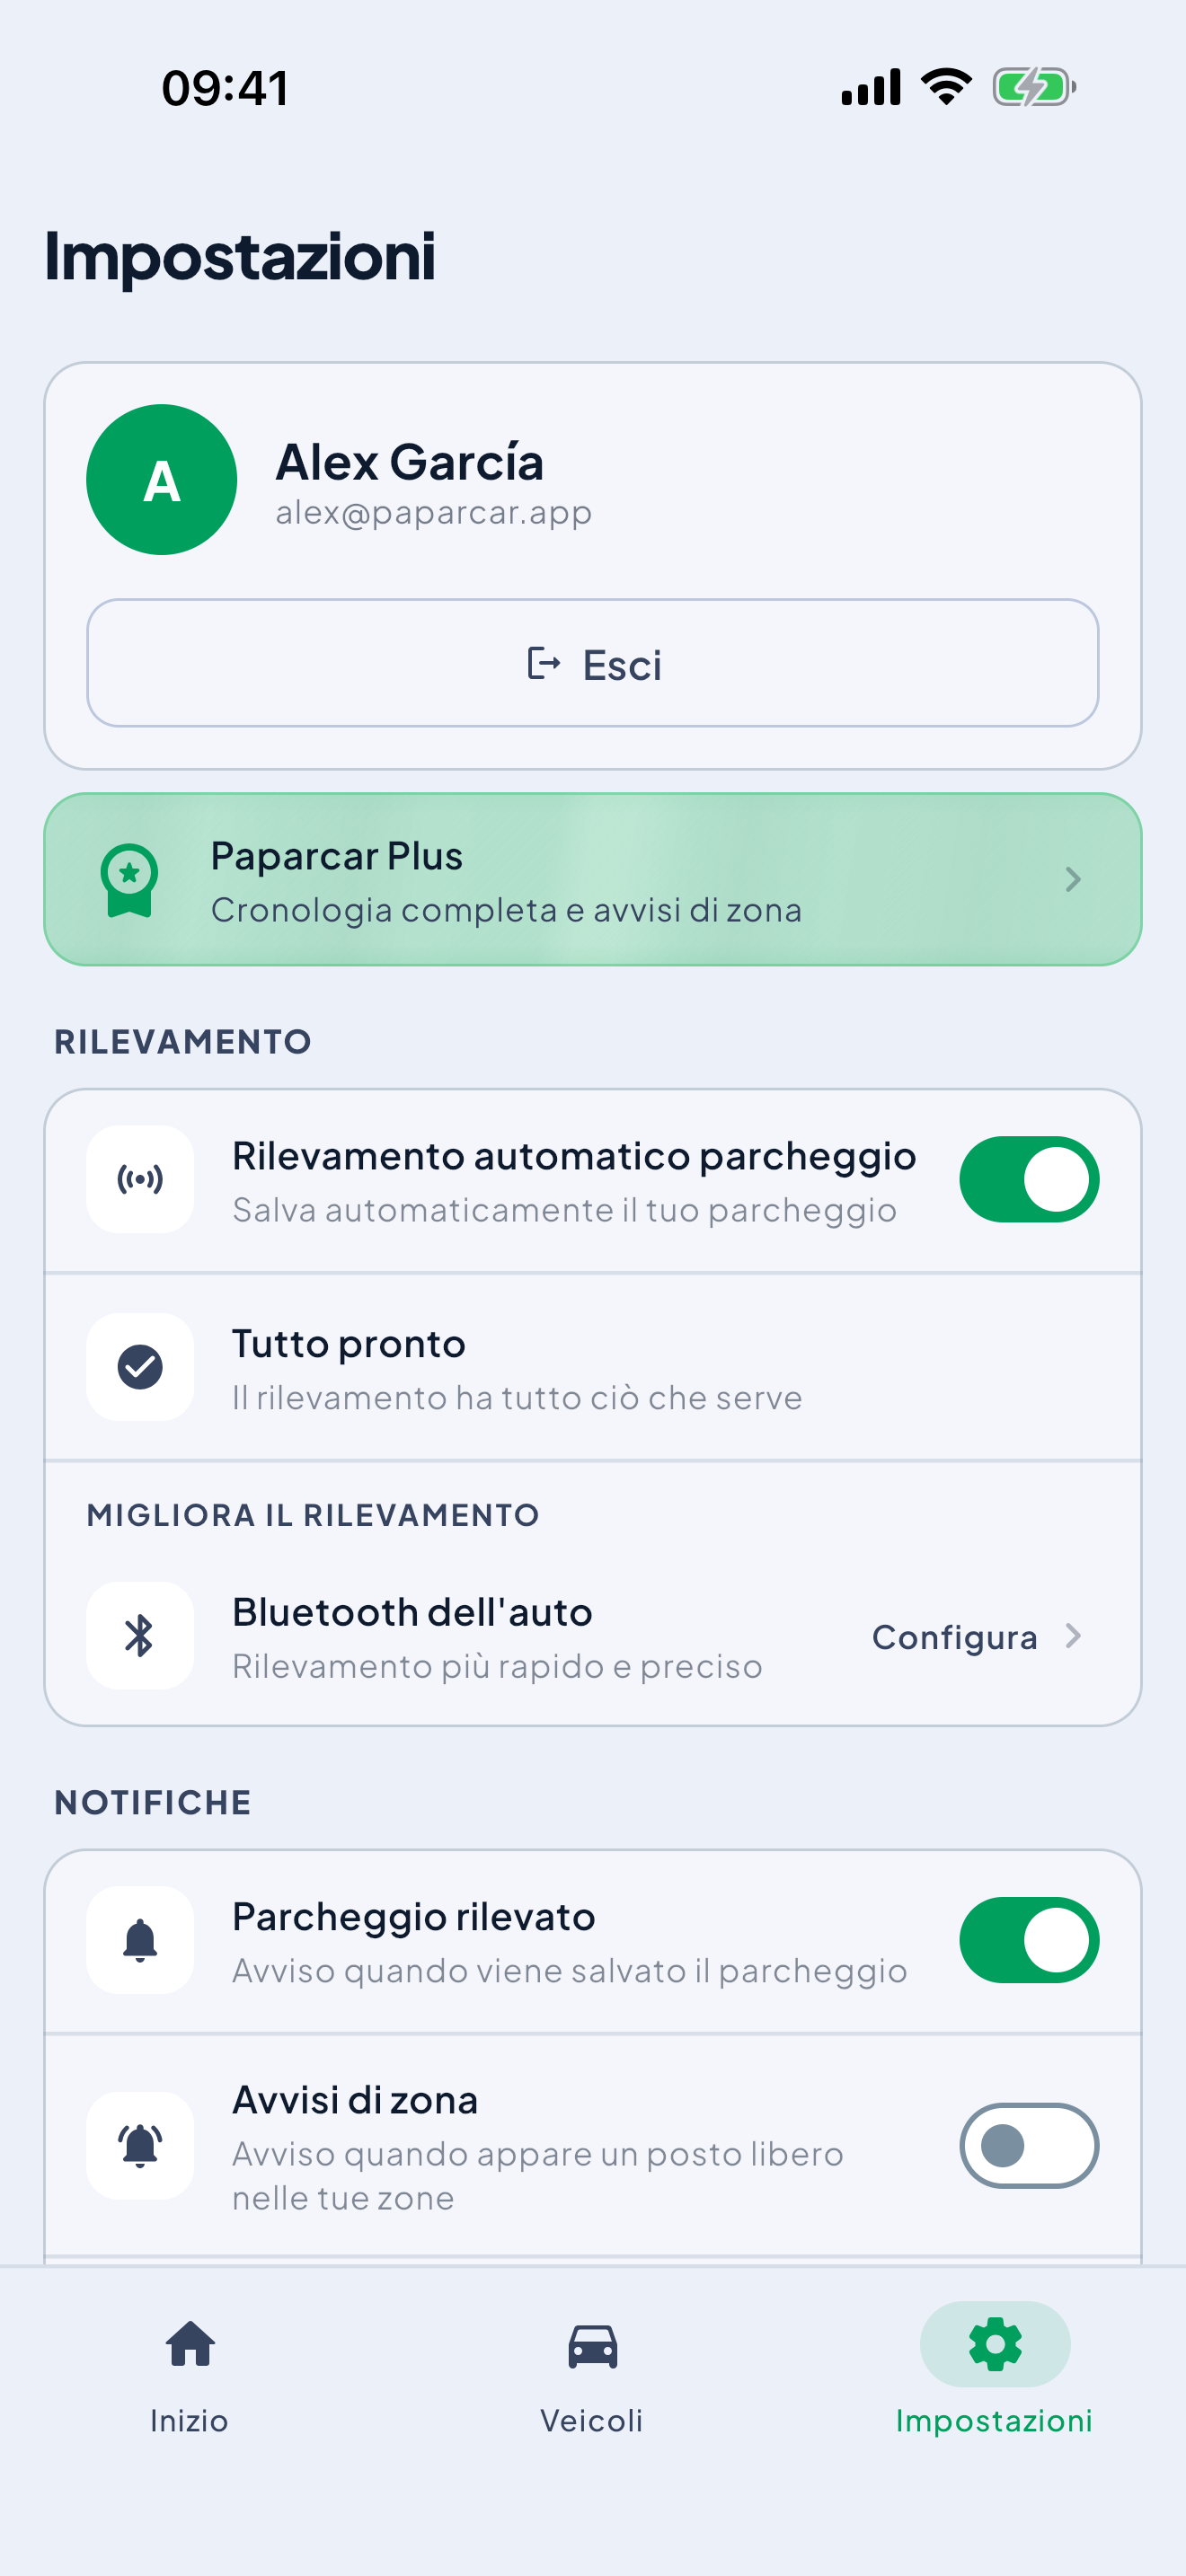 09:41
Impostazioni
A
Alex García
alex@paparcar.app
Esci
Paparcar Plus
Cronologia completa e avvisi di zona
RILEVAMENTO
Rilevamento automatico parcheggio
Salva automaticamente il tuo parcheggio
Tutto pronto
Il rilevamento ha tutto ciò che serve
MIGLIORA IL RILEVAMENTO
Bluetooth dell'auto
Rilevamento più rapido e preciso
Configura
NOTIFICHE
Parcheggio rilevato
Avviso quando viene salvato il parcheggio
Avvisi di zona
Avviso quando appare un posto libero
nelle tue zone
Inizio
Veicoli
Impostazioni